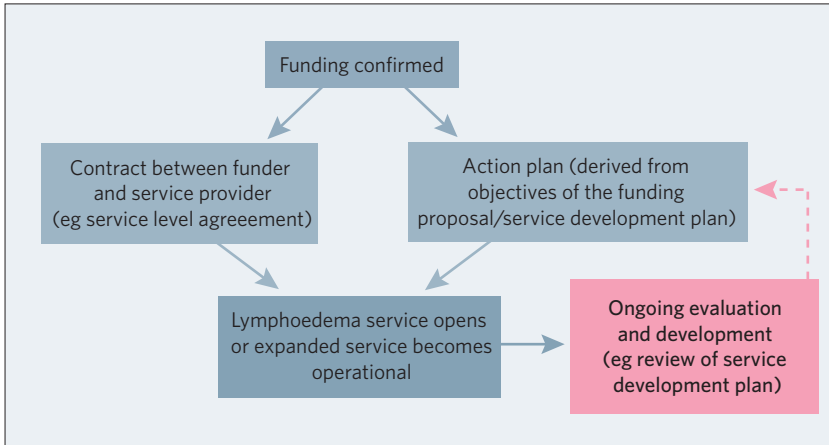 Funding confirmed
Contract between funder
and service provider
(eg service level agreeement)
Action plan (derived from
objectives of the funding
proposal/service development plan)
Lymphoedema service opens
or expanded service becomes
operational
Ongoing evaluation
and development
(eg review of service
development plan)